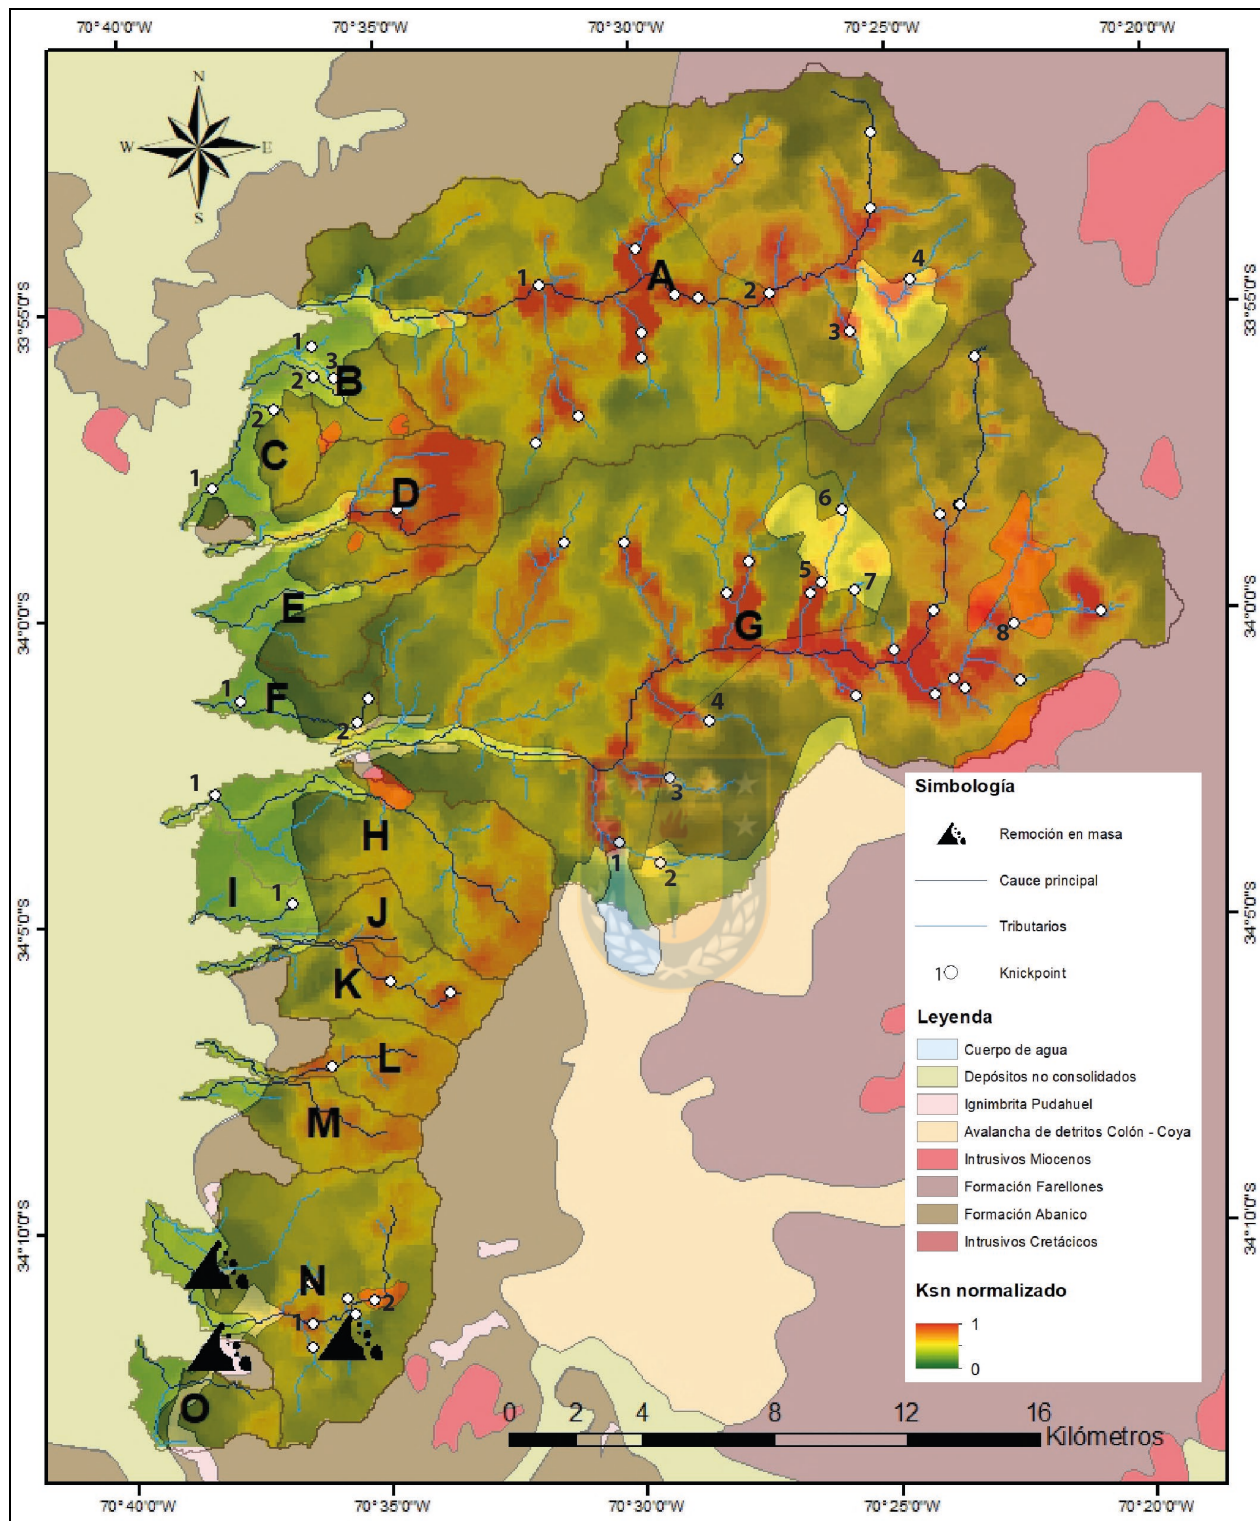 70°40'0"W 70°35'0"W 70°30'0"W 70°25'0"W 70°20'0"W
N
W E
S
33°55'0"S 33°55'0"S
34°0'0"S 34°0'0"S
34°5'0"S 34°5'0"S
34°10'0"S 34°10'0"S
4
1 A 2
3
1
3
2 B
2
C
1
D
6
5 7
E
G
8
1 F
4
2
1
3
H
1 2
I 1
J
K
L
M
N
2
1
O
Simbología
Remoción en masa
Cauce principal
Tributarios
1 Knickpoint
Leyenda
Cuerpo de agua
Depósitos no consolidados
Ignimbrita Pudahuel
Avalancha de detritos Colón - Coya
Intrusivos Miocenos
Formación Farellones
Formación Abanico
Intrusivos Cretácicos
Ksn normalizado
1
0
0 2 4 8 12 16
Kilómetros
70°40'0"W 70°35'0"W 70°30'0"W 70°25'0"W 70°20'0"W